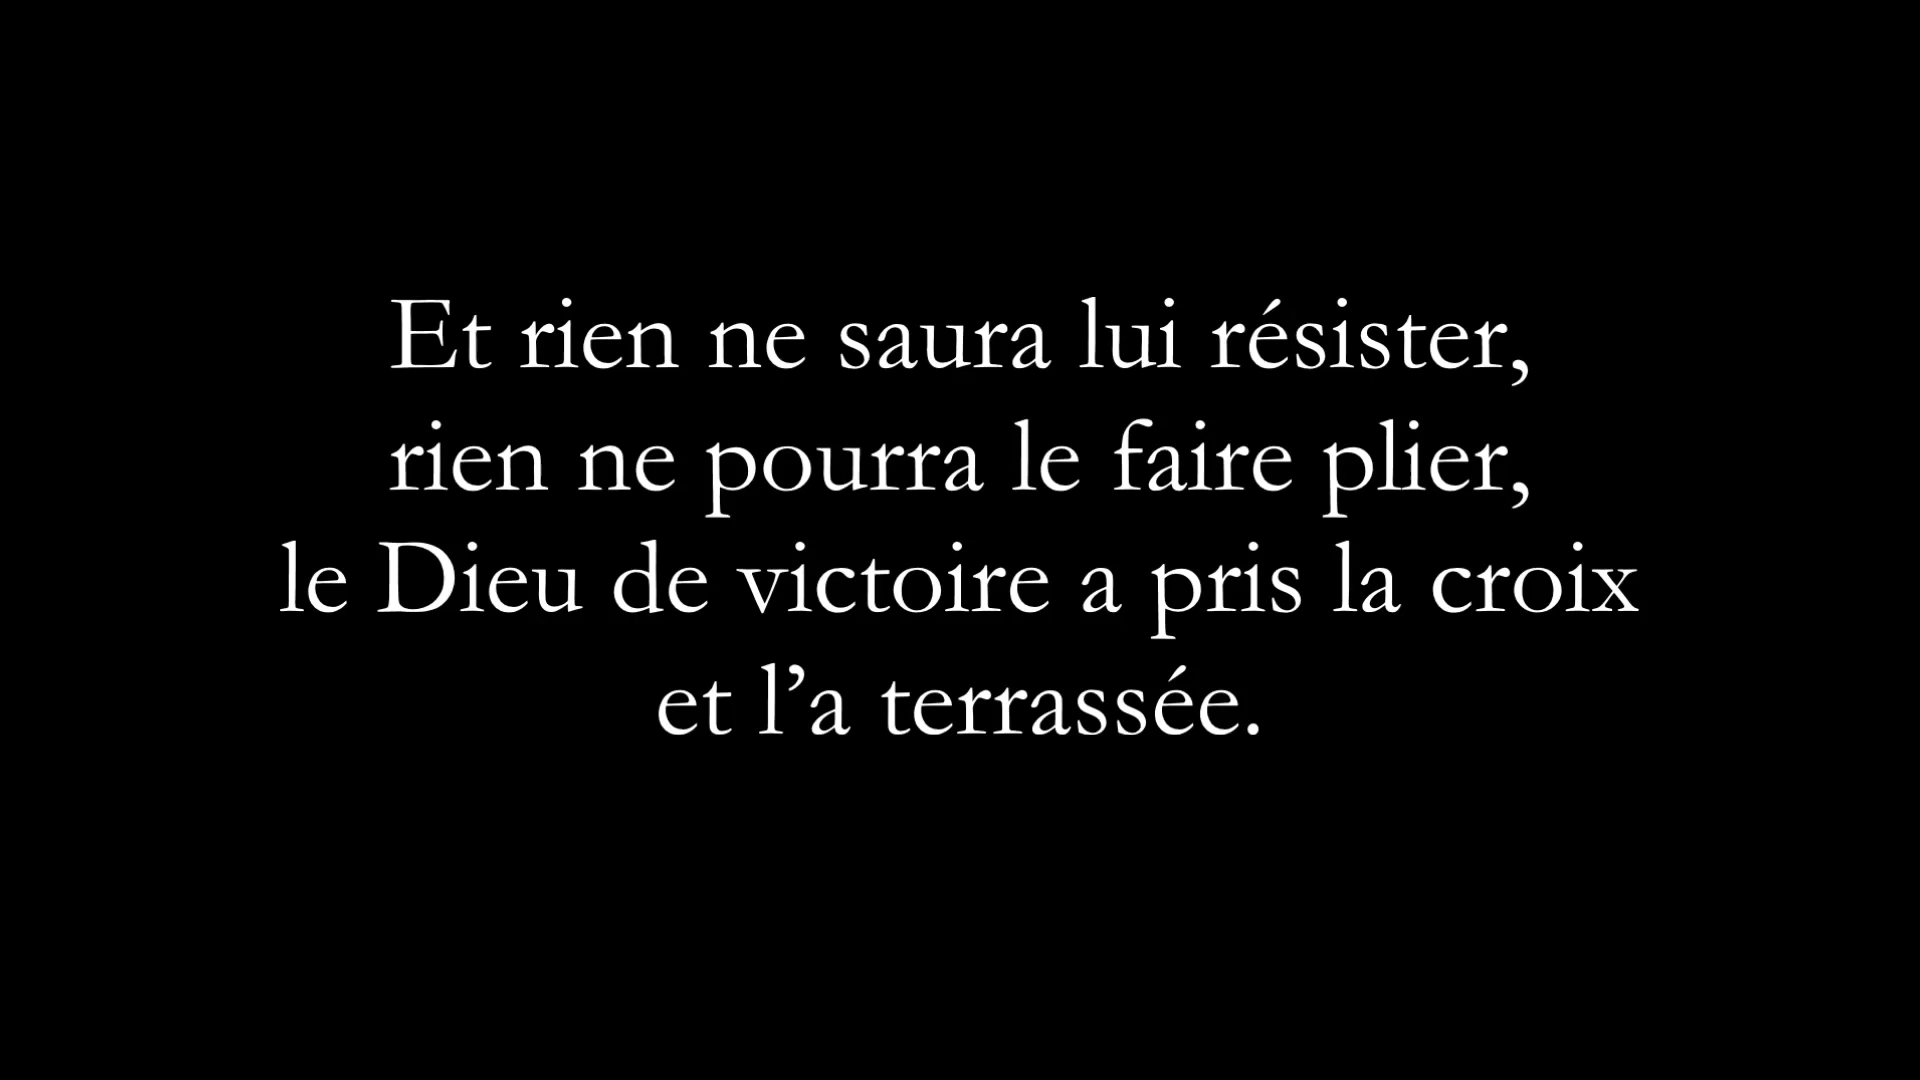 Et rien ne saura lui résister,
rien ne pourra le faire plier,
le Dieu de victoire a pris la croix
et l’a terrassée.